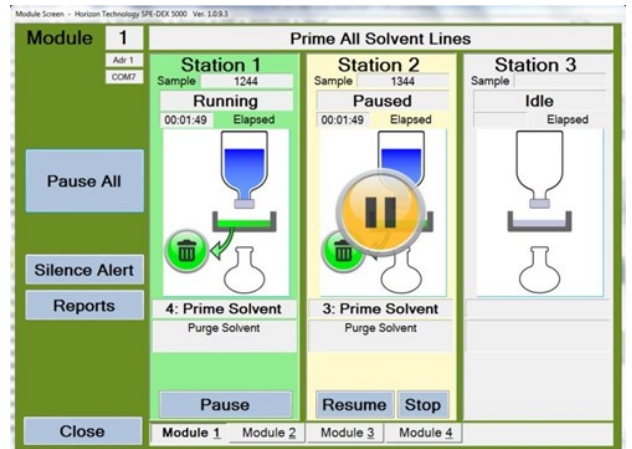 Module Screen - Horizon Technology SPE-DEX 5000 Ver. 1.0.9.3
Module 1
Adr 1
COM7
Pause All
Silence Alert
Reports
Close
Prime All Solvent Lines
Station 1
Sample 1244
Running
00:01:49 Elapsed
4: Prime Solvent
Purge Solvent
Pause
Station 2
Sample 1344
Paused
00:01:49 Elapsed
3: Prime Solvent
Purge Solvent
Resume Stop
Station 3
Sample
Idle
Elapsed
Module 1 Module 2 Module 3 Module 4